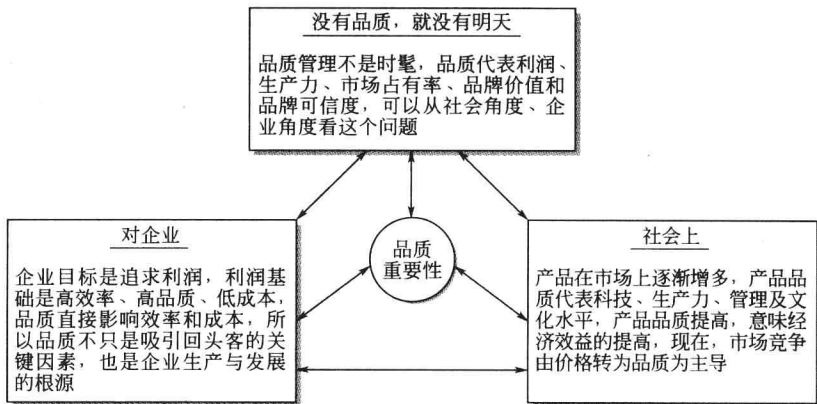 没有品质，就没有明天
品质管理不是时髦，品质代表利润、
生产力、市场占有率、品牌价值和
品牌可信度，可以从社会角度、企
业角度看这个问题
对企业
企业目标是追求利润，利润基
础是高效率、高品质、低成本，
品质直接影响效率和成本，所
以品质不只是吸引回头客的关
键因素，也是企业生产与发展
的根源
品质
重要性
社会上
产品在市场上逐渐增多，产品品
质代表科技、生产力、管理及文
化水平，产品品质提高，意味经
济效益的提高，现在，市场竞争
由价格转为品质为主导